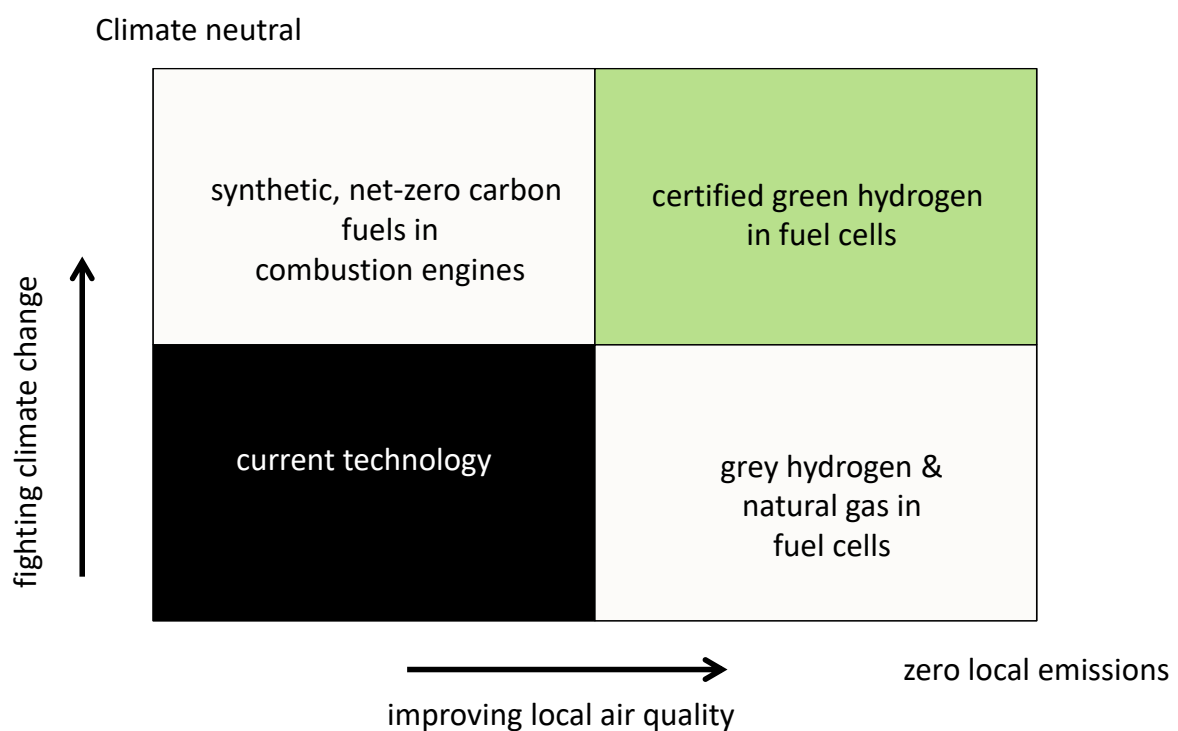 Climate neutral
synthetic, net-zero carbon
fuels in
combustion engines
certified green hydrogen
in fuel cells
fighting climate change
current technology
grey hydrogen &
natural gas in
fuel cells
zero local emissions
improving local air quality